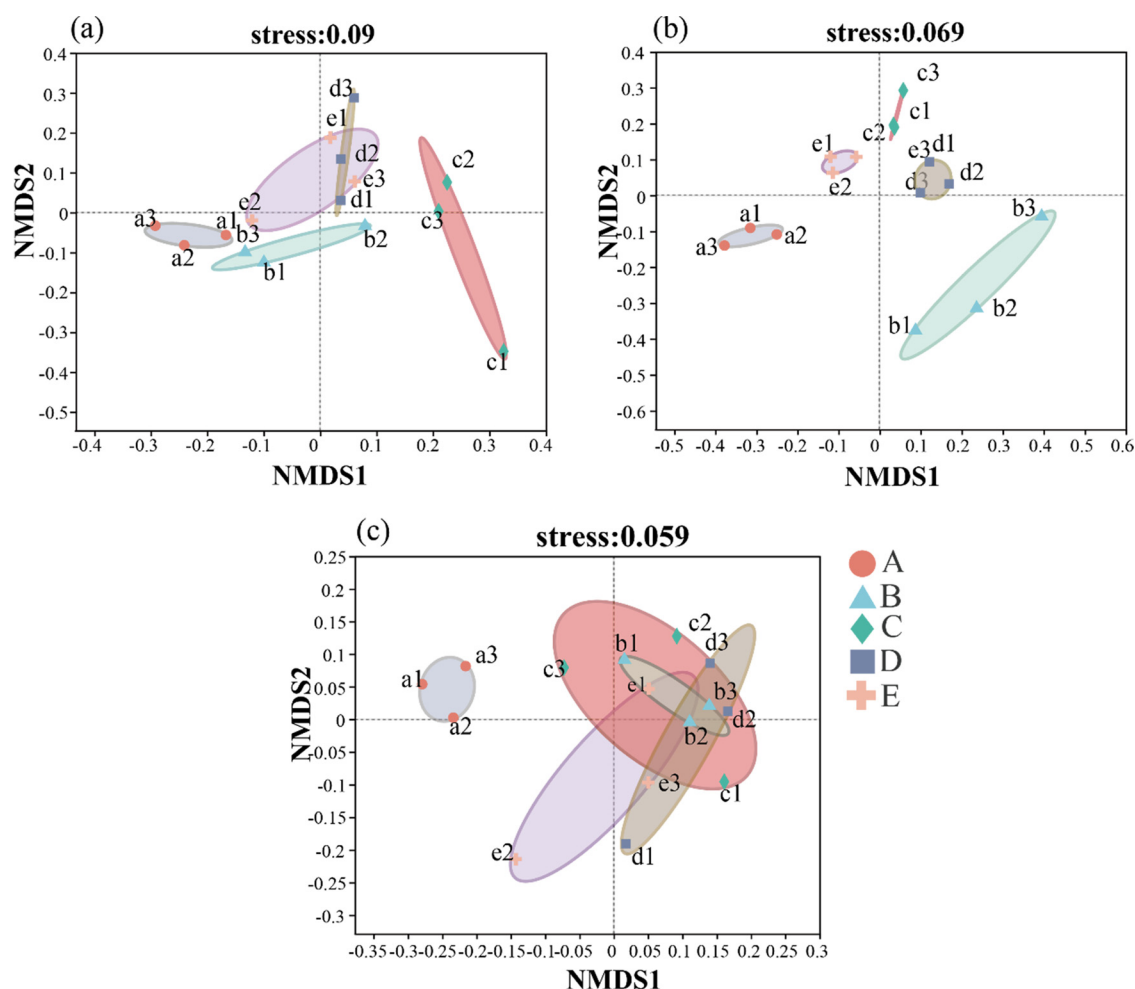 (a)
stress:0.09
NMDS2
0.4
0.3
0.2
0.1
0
-0.1
-0.2
-0.3
-0.4
-0.5
d3
e1
d2
e3
d1
e2
a3
a1
b3
a2
b1
b2
c2
c3
c1
-0.4
-0.3
-0.2
-0.1
0
0.1
0.2
0.3
0.4
NMDS1
(b)
stress:0.069
NMDS2
0.4
0.3
0.2
0.1
0
-0.1
-0.2
-0.3
-0.4
-0.5
-0.6
c3
c1
c2
e1
e2
e3
d1
d2
d3
a1
a2
a3
b3
b1
b2
-0.5
-0.4
-0.3
-0.2
-0.1
0
0.1
0.2
0.3
0.4
0.5
0.6
NMDS1
(c)
stress:0.059
NMDS2
0.25
0.2
0.15
0.1
0.05
0
-0.05
-0.1
-0.15
-0.2
-0.25
-0.3
a3
a1
a2
c2
b1
d3
c3
e1
b3
d2
b2
e3
c1
d1
e2
-0.35
-0.3
-0.25
-0.20
-0.15
-0.1
-0.05
0
0.05
0.1
0.15
0.2
0.25
0.3
NMDS1
A
B
C
D
E